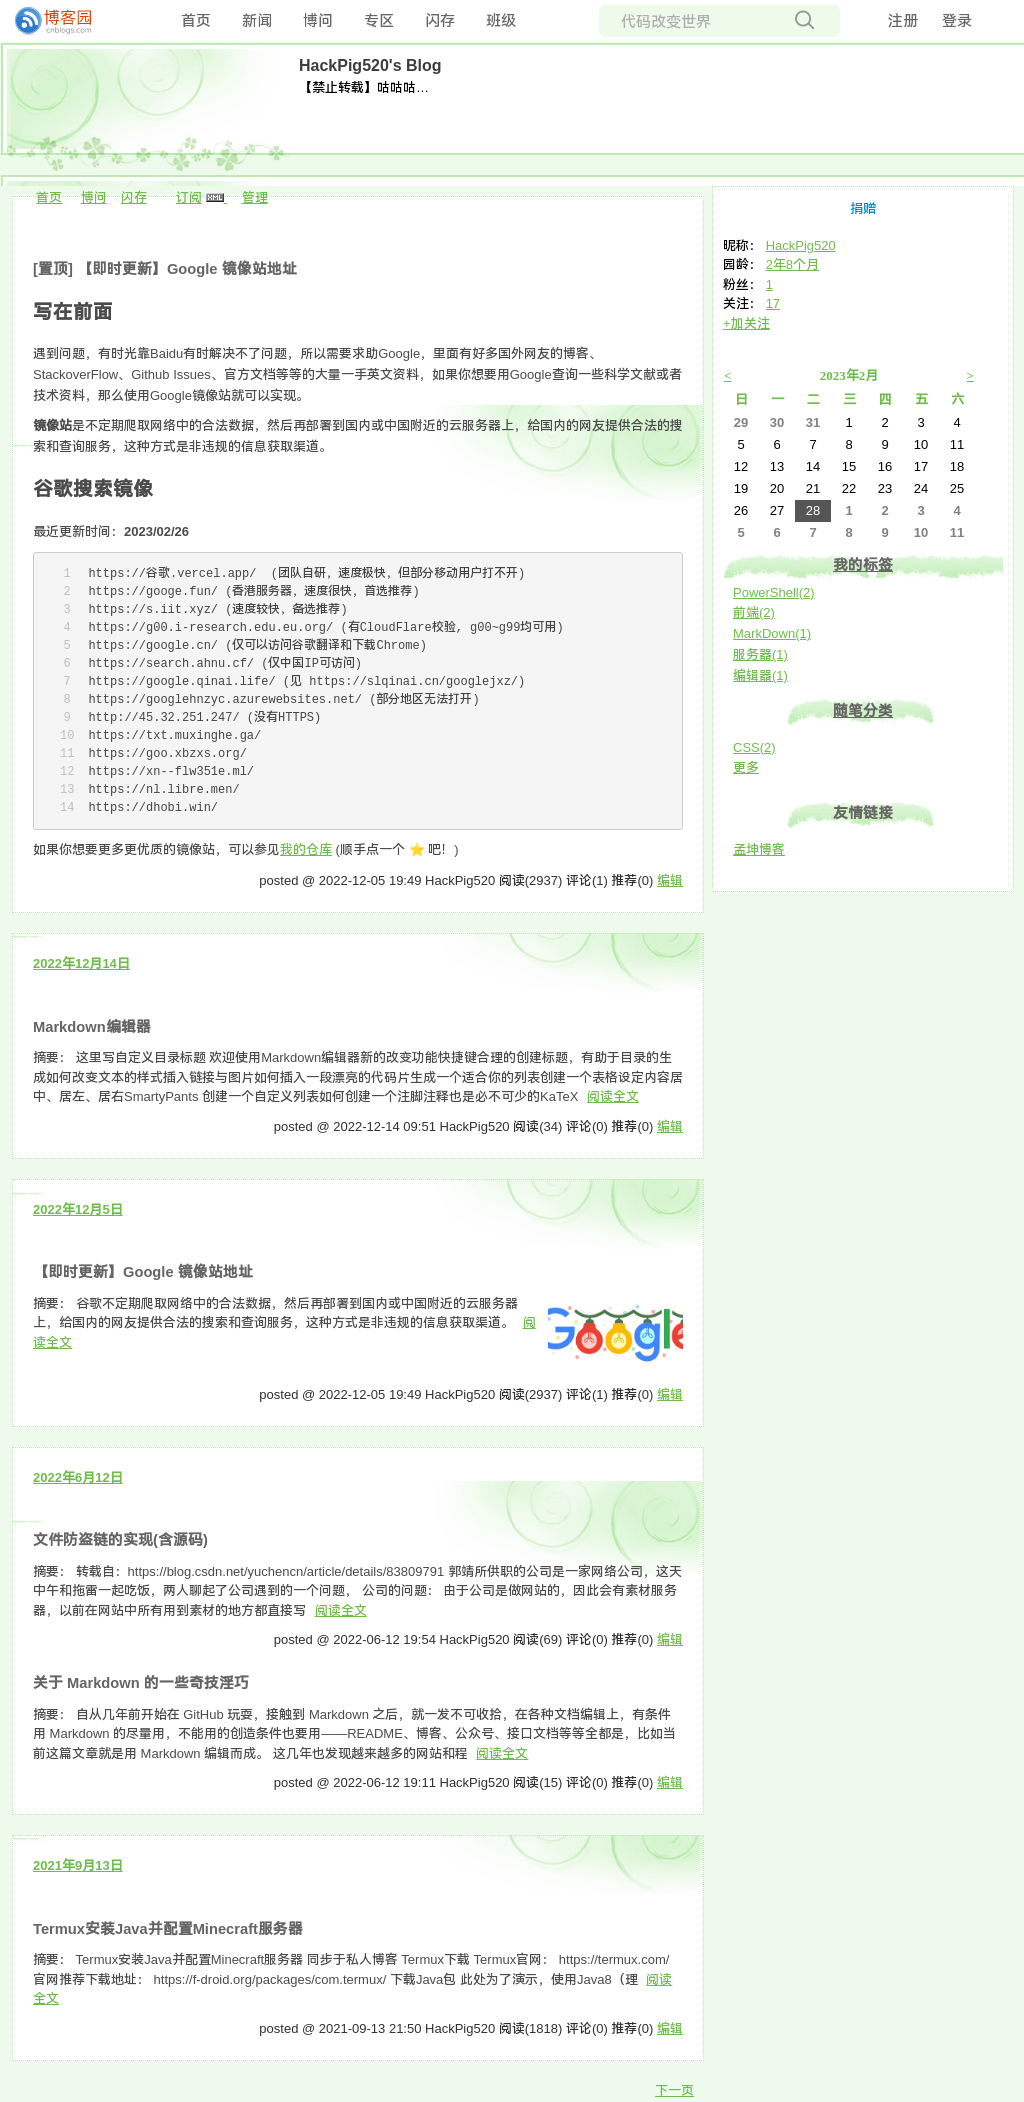 博客园
cnblogs.com
首页 新闻 博问 专区 闪存 班级
代码改变世界
注册 登录
HackPig520's Blog
【禁止转载】咕咕咕…
首页 博问 闪存 订阅 管理
[置顶] 【即时更新】Google 镜像站地址
写在前面
遇到问题，有时光靠Baidu有时解决不了问题，所以需要求助Google，里面有好多国外网友的博客、
StackoverFlow、Github Issues、官方文档等等的大量一手英文资料，如果你想要用Google查询一些科学文献或者
技术资料，那么使用Google镜像站就可以实现。
镜像站是不定期爬取网络中的合法数据，然后再部署到国内或中国附近的云服务器上，给国内的网友提供合法的搜
索和查询服务，这种方式是非违规的信息获取渠道。
谷歌搜索镜像
最近更新时间：2023/02/26
1 https://谷歌.vercel.app/ (团队自研，速度极快，但部分移动用户打不开)
2 https://googe.fun/ (香港服务器，速度很快，首选推荐)
3 https://s.iit.xyz/ (速度较快，备选推荐)
4 https://g00.i-research.edu.eu.org/ (有CloudFlare校验, g00~g99均可用)
5 https://google.cn/ (仅可以访问谷歌翻译和下载Chrome)
6 https://search.ahnu.cf/ (仅中国IP可访问)
7 https://google.qinai.life/ (见 https://slqinai.cn/googlejxz/)
8 https://googlehnzyc.azurewebsites.net/ (部分地区无法打开)
9 http://45.32.251.247/ (没有HTTPS)
10 https://txt.muxinghe.ga/
11 https://goo.xbzxs.org/
12 https://xn--flw351e.ml/
13 https://nl.libre.men/
14 https://dhobi.win/
如果你想要更多更优质的镜像站，可以参见我的仓库 (顺手点一个 ⭐ 吧！)
posted @ 2022-12-05 19:49 HackPig520 阅读(2937) 评论(1) 推荐(0) 编辑
2022年12月14日
Markdown编辑器
摘要： 这里写自定义目录标题 欢迎使用Markdown编辑器新的改变功能快捷键合理的创建标题，有助于目录的生
成如何改变文本的样式插入链接与图片如何插入一段漂亮的代码片生成一个适合你的列表创建一个表格设定内容居
中、居左、居右SmartyPants 创建一个自定义列表如何创建一个注脚注释也是必不可少的KaTeX 阅读全文
posted @ 2022-12-14 09:51 HackPig520 阅读(34) 评论(0) 推荐(0) 编辑
2022年12月5日
【即时更新】Google 镜像站地址
摘要： 谷歌不定期爬取网络中的合法数据，然后再部署到国内或中国附近的云服务器
上，给国内的网友提供合法的搜索和查询服务，这种方式是非违规的信息获取渠道。 阅
读全文
Google
posted @ 2022-12-05 19:49 HackPig520 阅读(2937) 评论(1) 推荐(0) 编辑
2022年6月12日
文件防盗链的实现(含源码)
摘要： 转载自：https://blog.csdn.net/yuchencn/article/details/83809791 郭靖所供职的公司是一家网络公司，这天
中午和拖雷一起吃饭，两人聊起了公司遇到的一个问题， 公司的问题： 由于公司是做网站的，因此会有素材服务
器，以前在网站中所有用到素材的地方都直接写 阅读全文
posted @ 2022-06-12 19:54 HackPig520 阅读(69) 评论(0) 推荐(0) 编辑
关于 Markdown 的一些奇技淫巧
摘要： 自从几年前开始在 GitHub 玩耍，接触到 Markdown 之后，就一发不可收拾，在各种文档编辑上，有条件
用 Markdown 的尽量用，不能用的创造条件也要用——README、博客、公众号、接口文档等等全都是，比如当
前这篇文章就是用 Markdown 编辑而成。 这几年也发现越来越多的网站和程 阅读全文
posted @ 2022-06-12 19:11 HackPig520 阅读(15) 评论(0) 推荐(0) 编辑
2021年9月13日
Termux安装Java并配置Minecraft服务器
摘要： Termux安装Java并配置Minecraft服务器 同步于私人博客 Termux下载 Termux官网： https://termux.com/
官网推荐下载地址： https://f-droid.org/packages/com.termux/ 下载Java包 此处为了演示，使用Java8（理 阅读
全文
posted @ 2021-09-13 21:50 HackPig520 阅读(1818) 评论(0) 推荐(0) 编辑
下一页
捐赠
昵称： HackPig520
园龄： 2年8个月
粉丝： 1
关注： 17
+加关注
< 2023年2月 >
日 一 二 三 四 五 六
29 30 31 1 2 3 4
5 6 7 8 9 10 11
12 13 14 15 16 17 18
19 20 21 22 23 24 25
26 27 28 1 2 3 4
5 6 7 8 9 10 11
我的标签
PowerShell(2)
前端(2)
MarkDown(1)
服务器(1)
编辑器(1)
随笔分类
CSS(2)
更多
友情链接
孟坤博客